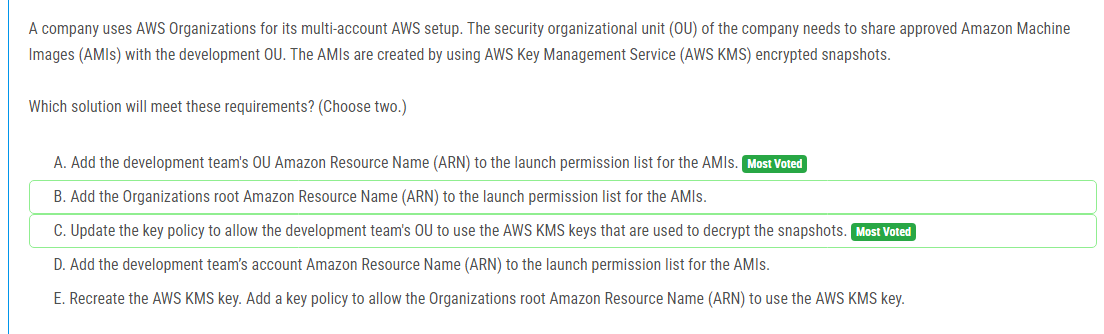 A company uses AWS Organizations for its multi-account AWS setup. The security organizational unit (OU) of the company needs to share approved Amazon Machine
Images (AMIs) with the development OU. The AMIs are created by using AWS Key Management Service (AWS KMS) encrypted snapshots.
Which solution will meet these requirements? (Choose two.)
A. Add the development team's OU Amazon Resource Name (ARN) to the launch permission list for the AMIs. Most Voted
B. Add the Organizations root Amazon Resource Name (ARN) to the launch permission list for the AMIs.
C. Update the key policy to allow the development team's OU to use the AWS KMS keys that are used to decrypt the snapshots. Most Voted
D. Add the development team’s account Amazon Resource Name (ARN) to the launch permission list for the AMIs.
E. Recreate the AWS KMS key. Add a key policy to allow the Organizations root Amazon Resource Name (ARN) to use the AWS KMS key.